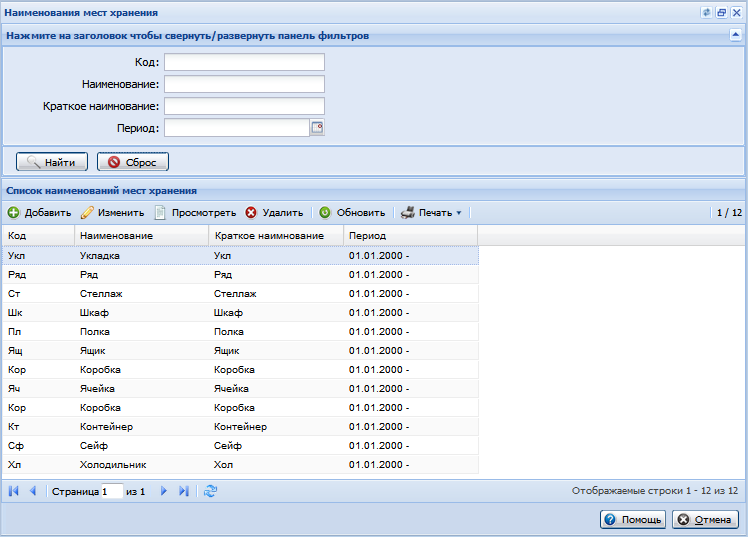 Наименования мест хранения
Нажмите на заголовок чтобы свернуть/развернуть панель фильтров
Код:
Наименование:
Краткое наимнование:
Период:
Найти Сброс
Список наименований мест хранения
Добавить Изменить Просмотреть Удалить Обновить Печать 1 / 12
Код Наименование Краткое наимнование Период
Укл Укладка Укл 01.01.2000 -
Ряд Ряд Ряд 01.01.2000 -
Ст Стеллаж Стеллаж 01.01.2000 -
Шк Шкаф Шкаф 01.01.2000 -
Пл Полка Полка 01.01.2000 -
Ящ Ящик Ящик 01.01.2000 -
Кор Коробка Коробка 01.01.2000 -
Яч Ячейка Ячейка 01.01.2000 -
Кор Коробка Коробка 01.01.2000 -
Кт Контейнер Контейнер 01.01.2000 -
Сф Сейф Сейф 01.01.2000 -
Хл Холодильник Хол 01.01.2000 -
Страница 1 из 1 Отображаемые строки 1 - 12 из 12
Помощь Отмена